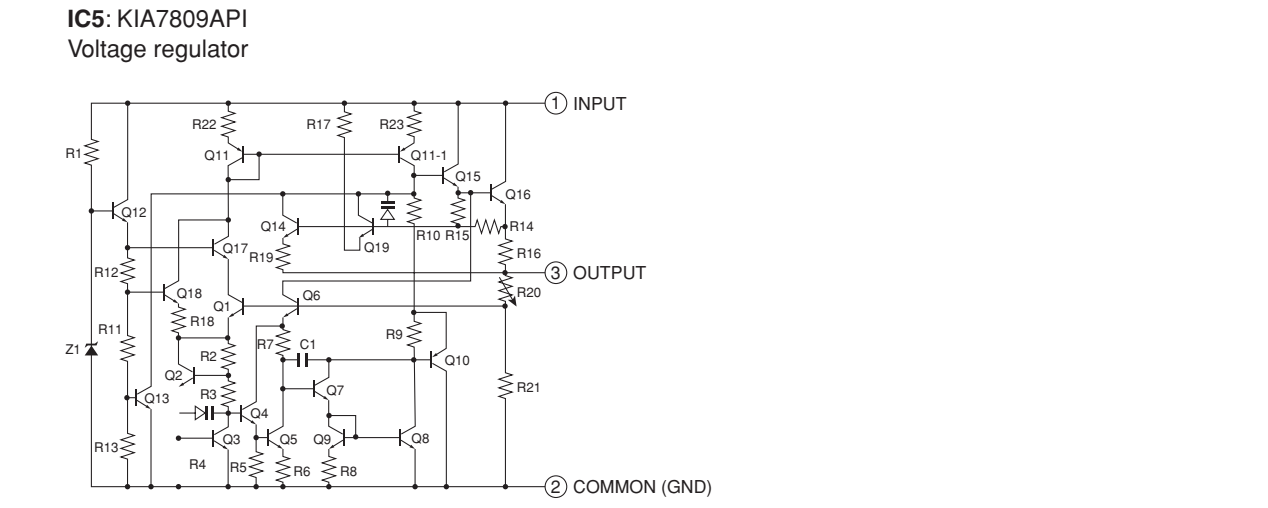 IC5: KIA7809API
Voltage regulator
1 INPUT
R22 R17 R23
R1 Q11 Q11-1
Q15
Q16
Q12
Q14 R10 R15 R14
Q17 Q19
R19 R16
R12 3 OUTPUT
Q18 Q6 R20
Q1
R18
R11 R9
R7 C1
Z1 R2 Q10
Q2
Q7 R21
R3
Q13
Q4
Q3 Q5 Q9 Q8
R13
R4 R5 R6 R8
2 COMMON (GND)